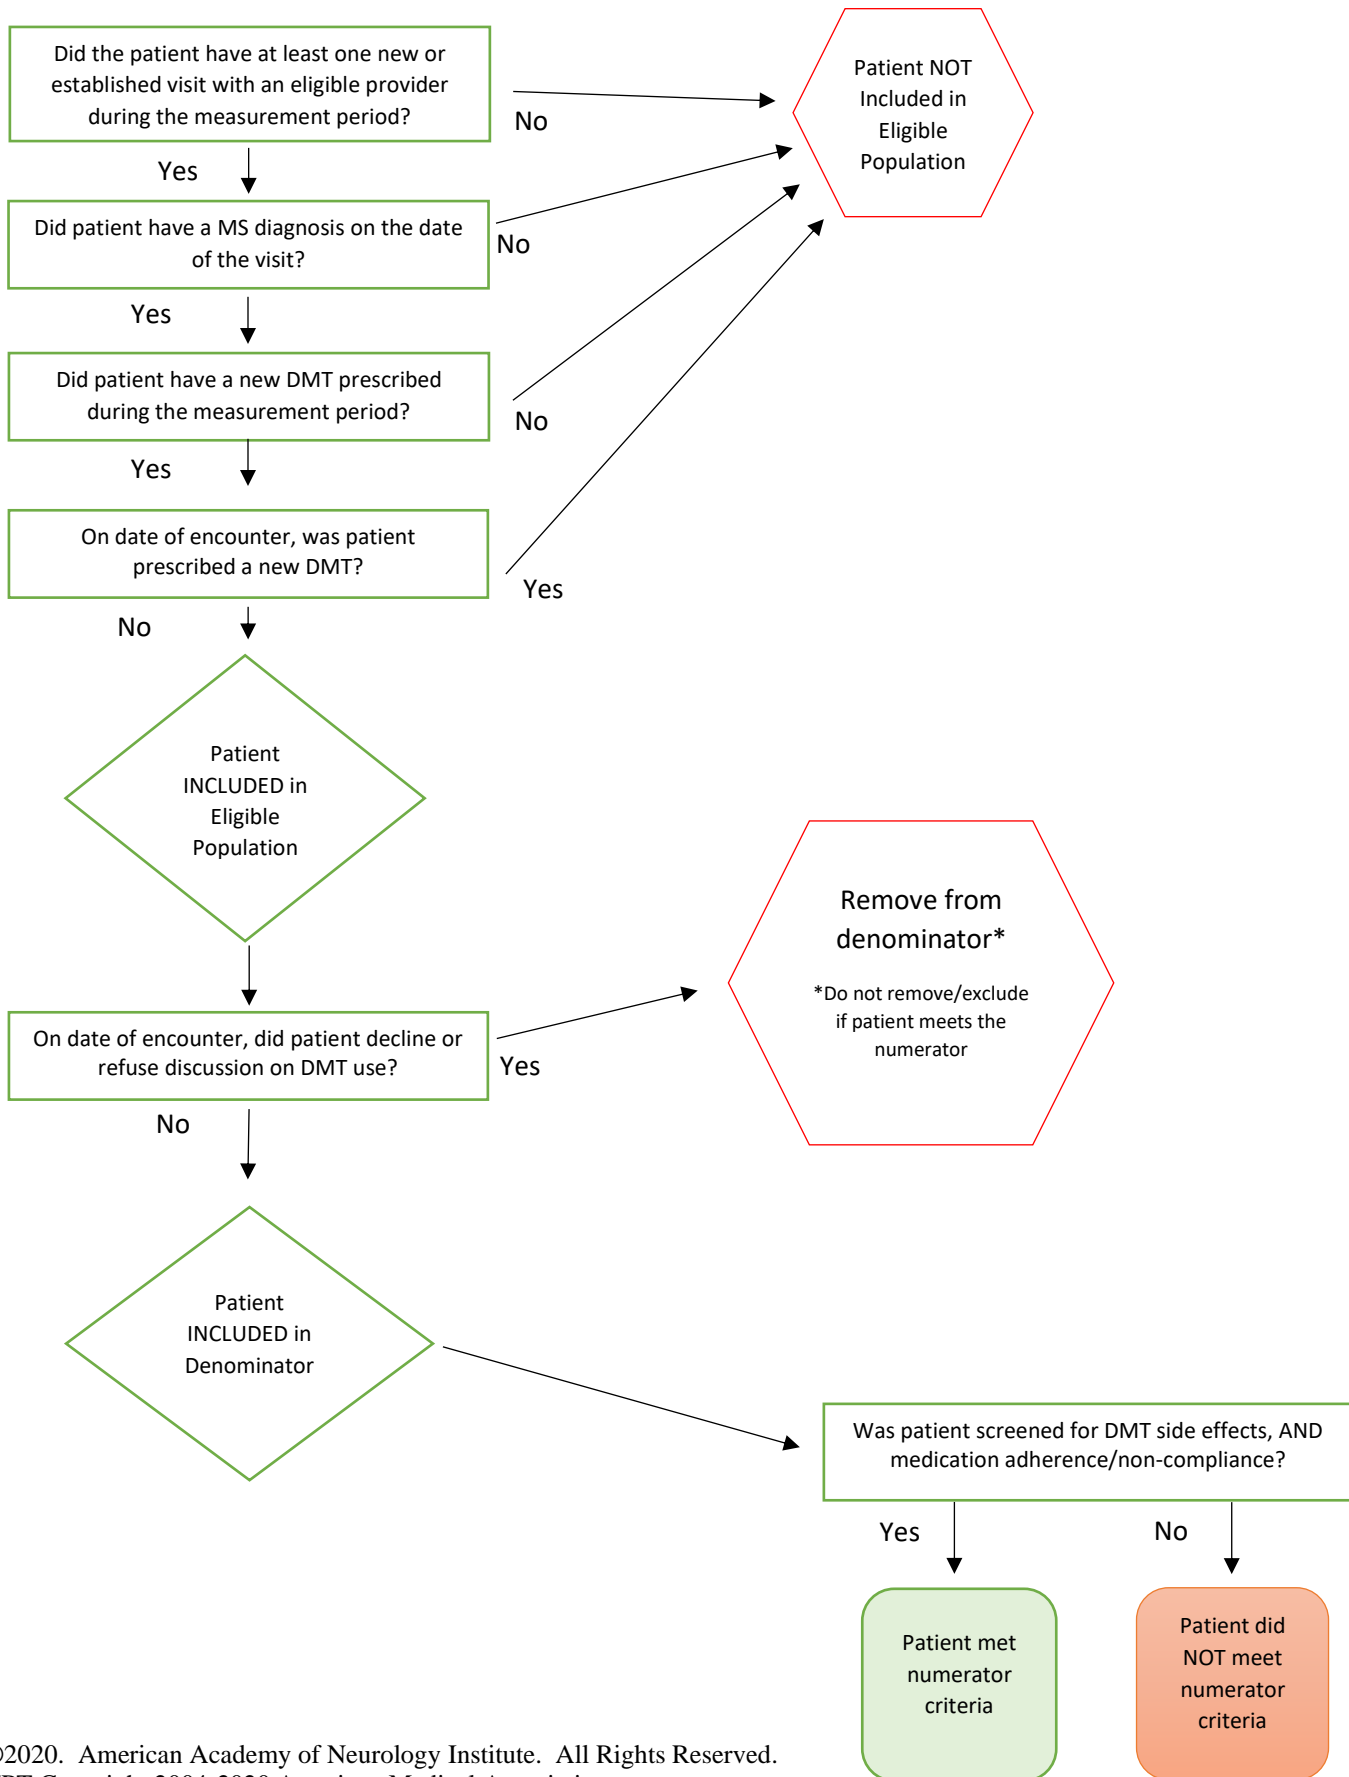 Did the patient have at least one new or
established visit with an eligible provider
during the measurement period?
Patient NOT
Included in
Eligible
Population
No
Yes
Did patient have a MS diagnosis on the date
of the visit?
No
Yes
Did patient have a new DMT prescribed
during the measurement period?
No
Yes
On date of encounter, was patient
prescribed a new DMT?
Yes
No
Patient
INCLUDED in
Eligible
Population
Remove from
denominator*
*Do not remove/exclude
if patient meets the
numerator
On date of encounter, did patient decline or
refuse discussion on DMT use?
Yes
No
Patient
INCLUDED in
Denominator
Was patient screened for DMT side effects, AND
medication adherence/non-compliance?
Yes
No
Patient met
numerator
criteria
Patient did
NOT meet
numerator
criteria
©2020. American Academy of Neurology Institute. All Rights Reserved.